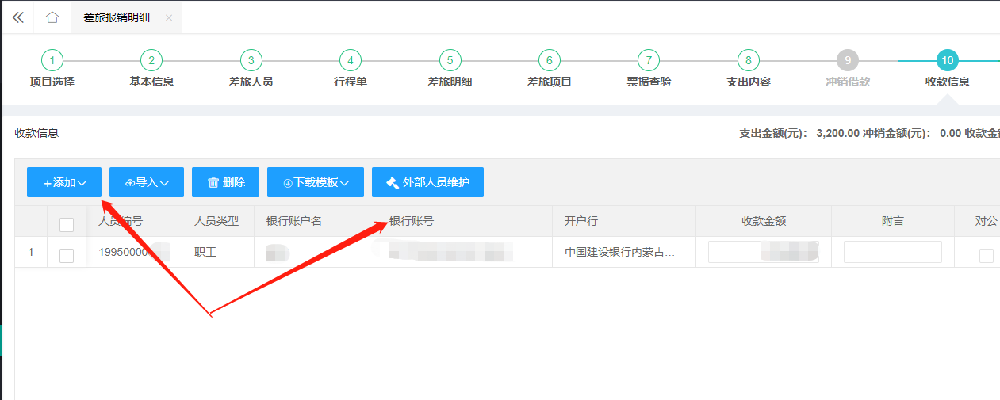 差旅报销明细
1 2 3 4 5 6 7 8 9 10
项目选择 基本信息 差旅人员 行程单 差旅明细 差旅项目 票据查验 支出内容 冲销借款 收款信息
收款信息 支出金额(元): 3,200.00 冲销金额(元): 0.00 收款金
+添加 导入 删除 下载模板 外部人员维护
人员编号 人员类型 银行账户名 银行账号 开户行 收款金额 附言 对公
1 1995000 职工 中国建设银行内蒙古...